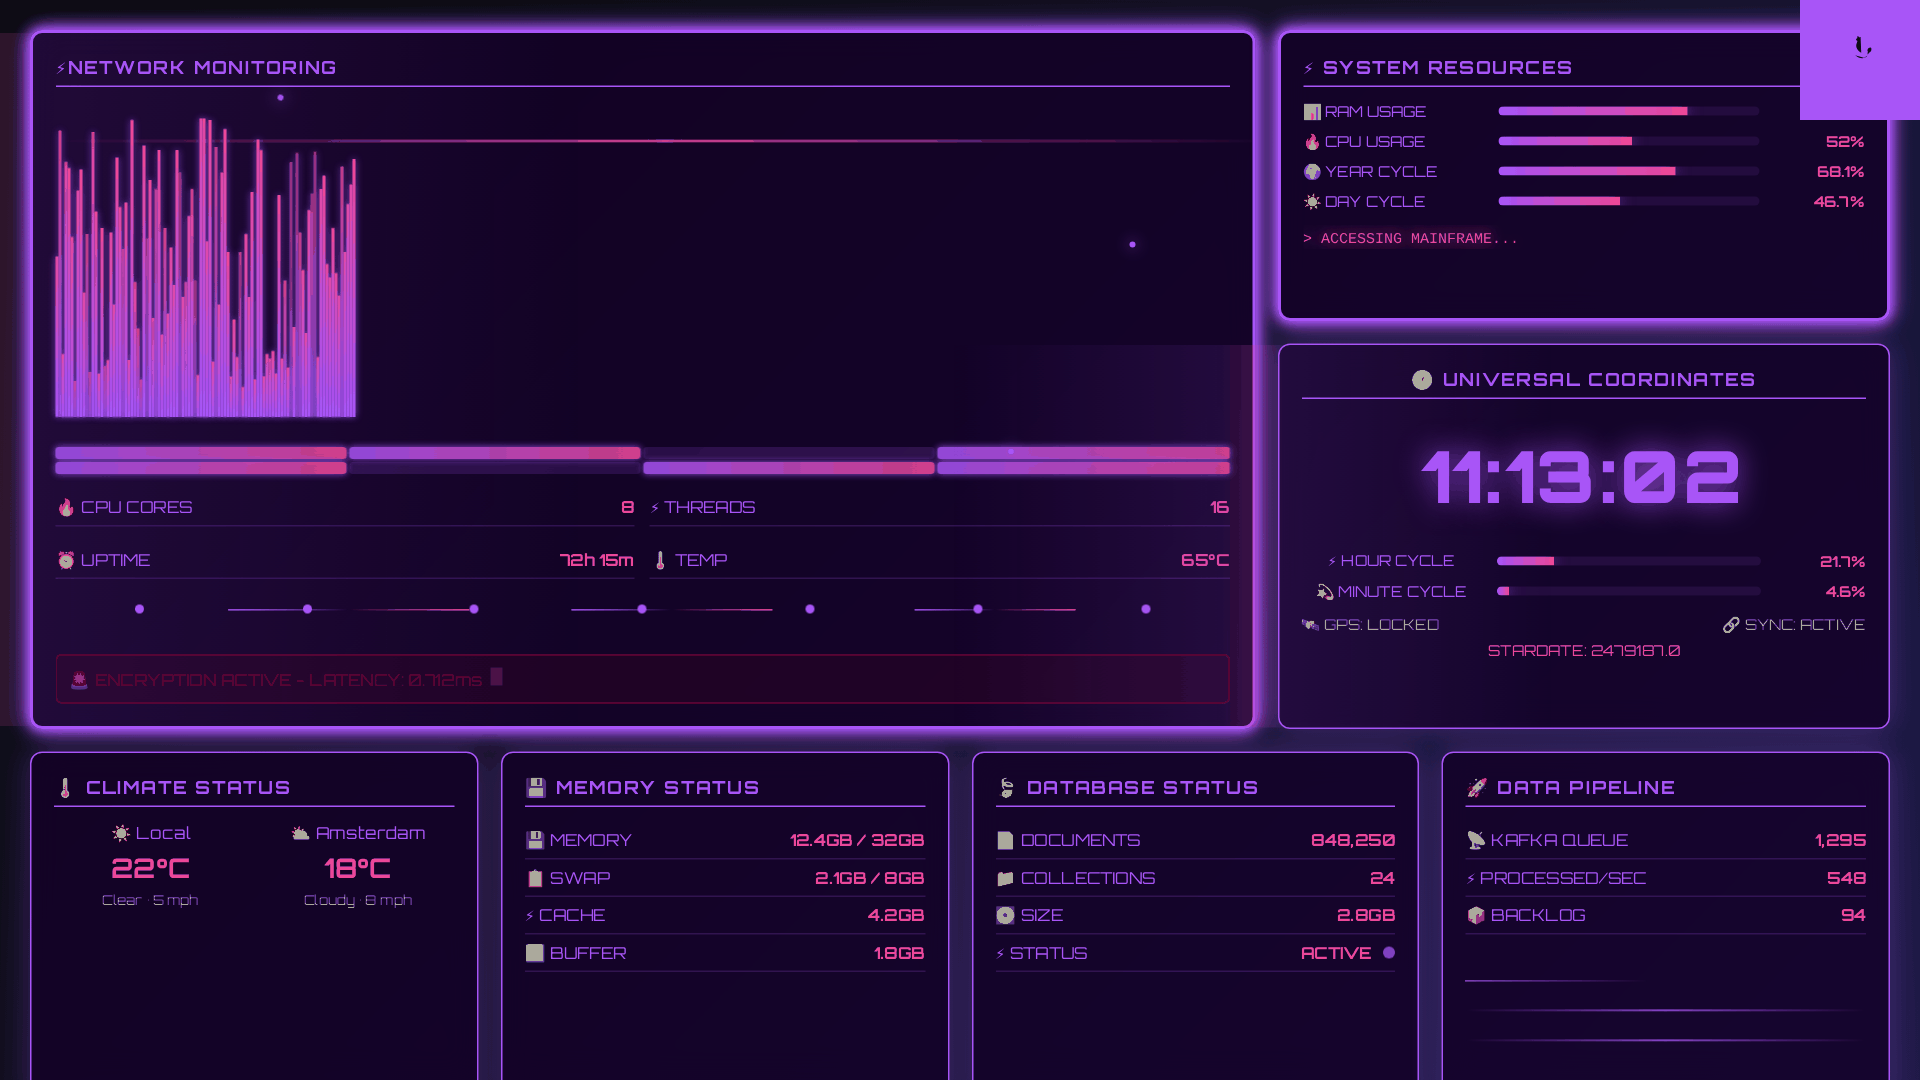 ⚡NETWORK MONITORING
CPU CORES 8
⚡ THREADS 16
UPTIME 72h 15m
TEMP 65°C
ENCRYPTION ACTIVE - LATENCY: 0.712ms
⚡ SYSTEM RESOURCES
RAM USAGE
CPU USAGE 52%
YEAR CYCLE 68.1%
DAY CYCLE 46.7%
> ACCESSING MAINFRAME...
UNIVERSAL COORDINATES
11:13:02
⚡ HOUR CYCLE 21.7%
MINUTE CYCLE 4.6%
GPS: LOCKED
SYNC: ACTIVE
STARDATE: 2479187.0
CLIMATE STATUS
Local
22°C
Clear · 5 mph
Amsterdam
18°C
Cloudy · 8 mph
MEMORY STATUS
MEMORY 12.4GB / 32GB
SWAP 2.1GB / 8GB
⚡ CACHE 4.2GB
BUFFER 1.8GB
DATABASE STATUS
DOCUMENTS 848,250
COLLECTIONS 24
SIZE 2.8GB
⚡ STATUS ACTIVE
DATA PIPELINE
KAFKA QUEUE 1,295
⚡ PROCESSED/SEC 548
BACKLOG 94